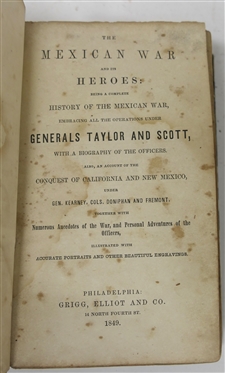 THE
MEXICAN WAR
AND ITS
HEROES:
BEING A COMPLETE
HISTORY OF THE MEXICAN WAR,
EMBRACING ALL THE OPERATIONS UNDER
GENERALS TAYLOR AND SCOTT,
WITH A BIOGRAPHY OF THE OFFICERS.
ALSO, AN ACCOUNT OF THE
CONQUEST OF CALIFORNIA AND NEW MEXICO,
UNDER
GEN. KEARNEY, COLS. DONIPHAN AND FREMONT.
TOGETHER WITH
Numerous Anecdotes of the War, and Personal Adventures of the
Officers,
ILLUSTRATED WITH
ACCURATE PORTRAITS AND OTHER BEAUTIFUL ENGRAVINGS.
PHILADELPHIA:
GRIGG, ELLIOT AND CO.
14 NORTH FOURTH ST.
1849.